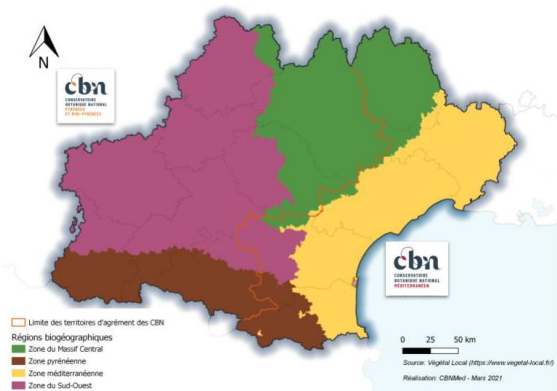 N
cbn
CONSERVATOIRE
BOTANIQUE NATIONAL
PYRÉNÉES
ET MIDI-PYRÉNÉES
cbn
CONSERVATOIRE
BOTANIQUE NATIONAL
MÉDITERRANÉEN
Limite des territoires d'agrément des CBN
Régions biogéographiques
Zone du Massif Central
Zone pyrénéenne
Zone méditerranéenne
Zone du Sud-Ouest
0 25 50 km
Source: Végétal Local (https://www.vegetal-local.fr/)
Réalisation: CBNMed - Mars 2021